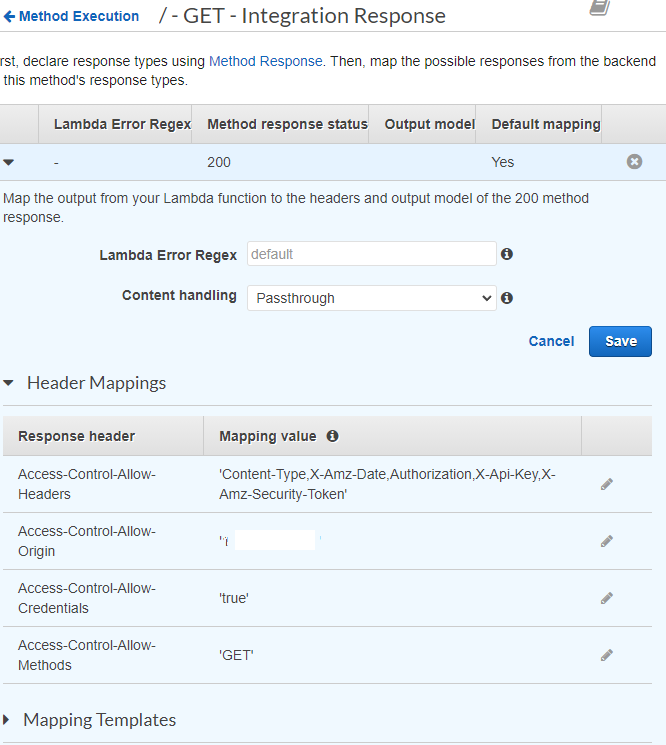 Method Execution / - GET - Integration Response
rst, declare response types using Method Response. Then, map the possible responses from the backend
this method's response types.
Lambda Error Regex Method response status Output model Default mapping
- 200 Yes
Map the output from your Lambda function to the headers and output model of the 200 method
response.
Lambda Error Regex default
Content handling Passthrough
Cancel Save
Header Mappings
Response header Mapping value
Access-Control-Allow-
Headers
'Content-Type,X-Amz-Date,Authorization,X-Api-Key,X-
Amz-Security-Token'
Access-Control-Allow-
Origin
Access-Control-Allow-
Credentials
'true'
Access-Control-Allow-
Methods
'GET'
Mapping Templates